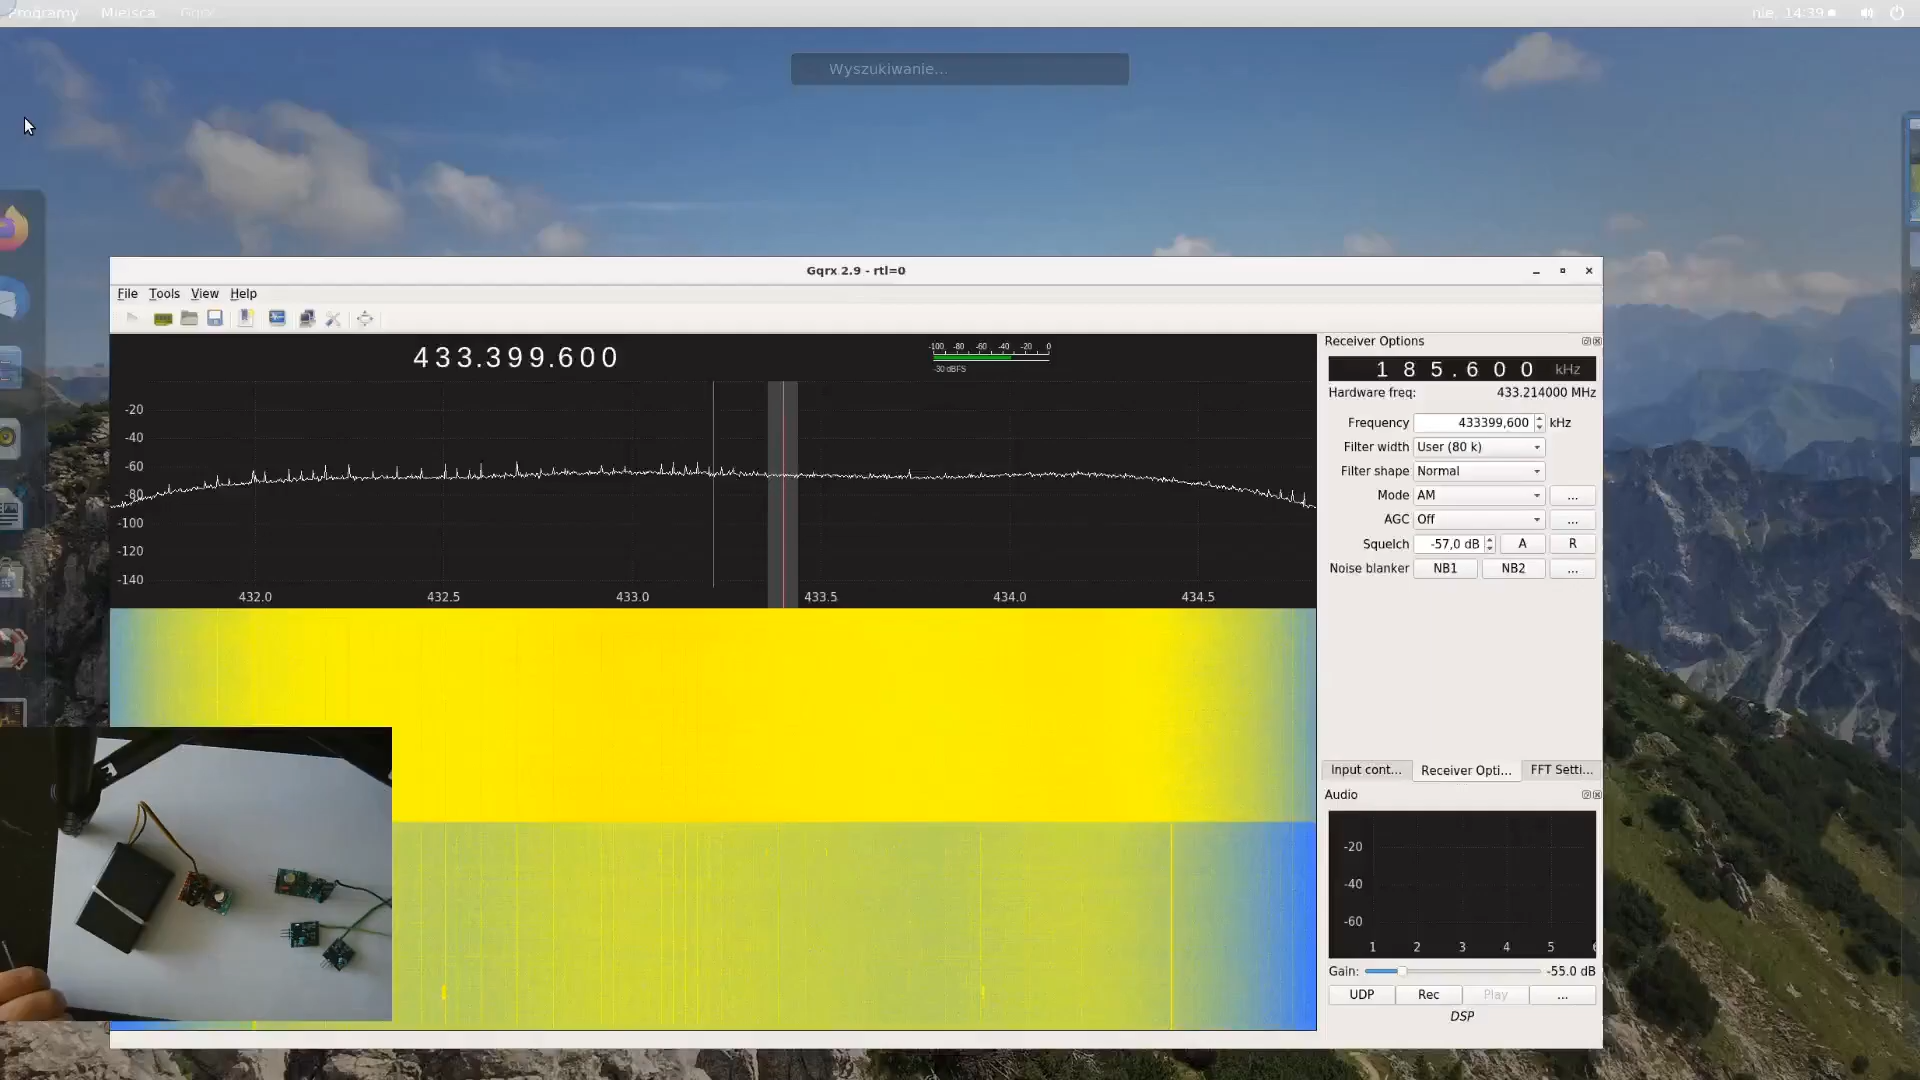 Programy Miejsca Gqrx nie, 14:39
Wyszukiwanie...
Gqrx 2.9 - rtl=0
File Tools View Help
433.399.600
-100 -80 -60 -40 -20 0
-30 dBFS
-20
-40
-60
-80
-100
-120
-140
432.0 432.5 433.0 433.5 434.0 434.5
Receiver Options
185.600 kHz
Hardware freq: 433.214000 MHz
Frequency 433399,600 kHz
Filter width User (80 k)
Filter shape Normal
Mode AM ...
AGC Off ...
Squelch -57,0 dB A R
Noise blanker NB1 NB2 ...
Input cont... Receiver Opti... FFT Setti...
Audio
-20
-40
-60
1 2 3 4 5 6
Gain: -55.0 dB
UDP Rec Play ...
DSP